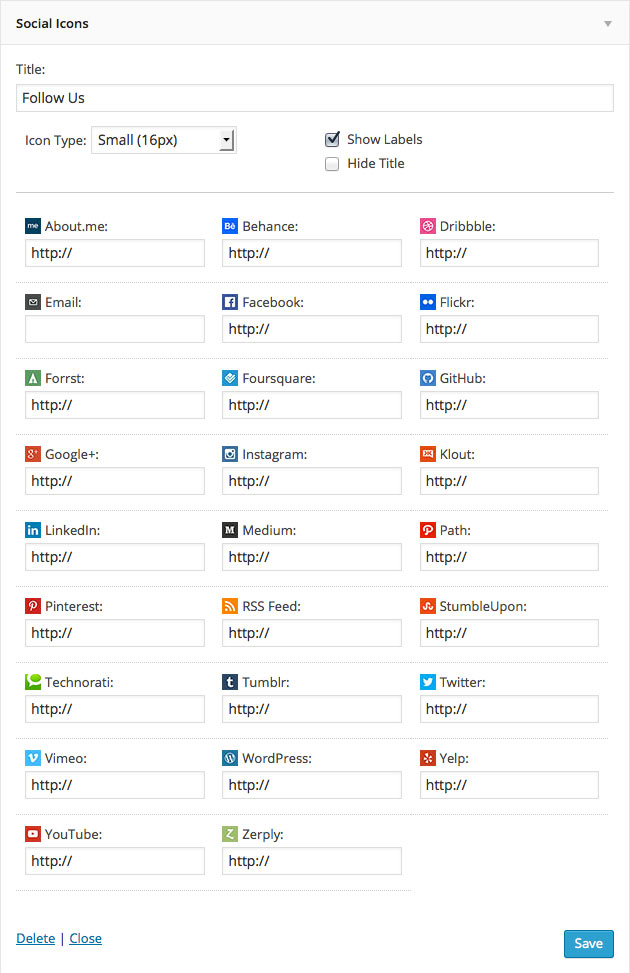 Social Icons
Title:
Follow Us
Icon Type: Small (16px) Show Labels
Hide Title
me About.me: Bē Behance: Dribbble:
http:// http:// http://
Email: f Facebook: Flickr:
http:// http://
Forrst: Foursquare: GitHub:
http:// http:// http://
g+ Google+: Instagram: Klout:
http:// http:// http://
in LinkedIn: M Medium: Path:
http:// http:// http://
Pinterest: RSS Feed: StumbleUpon:
http:// http:// http://
Technorati: t Tumblr: Twitter:
http:// http:// http://
V Vimeo: W WordPress: Yelp:
http:// http:// http://
YouTube: Z Zerply:
http:// http://
Delete | Close Save